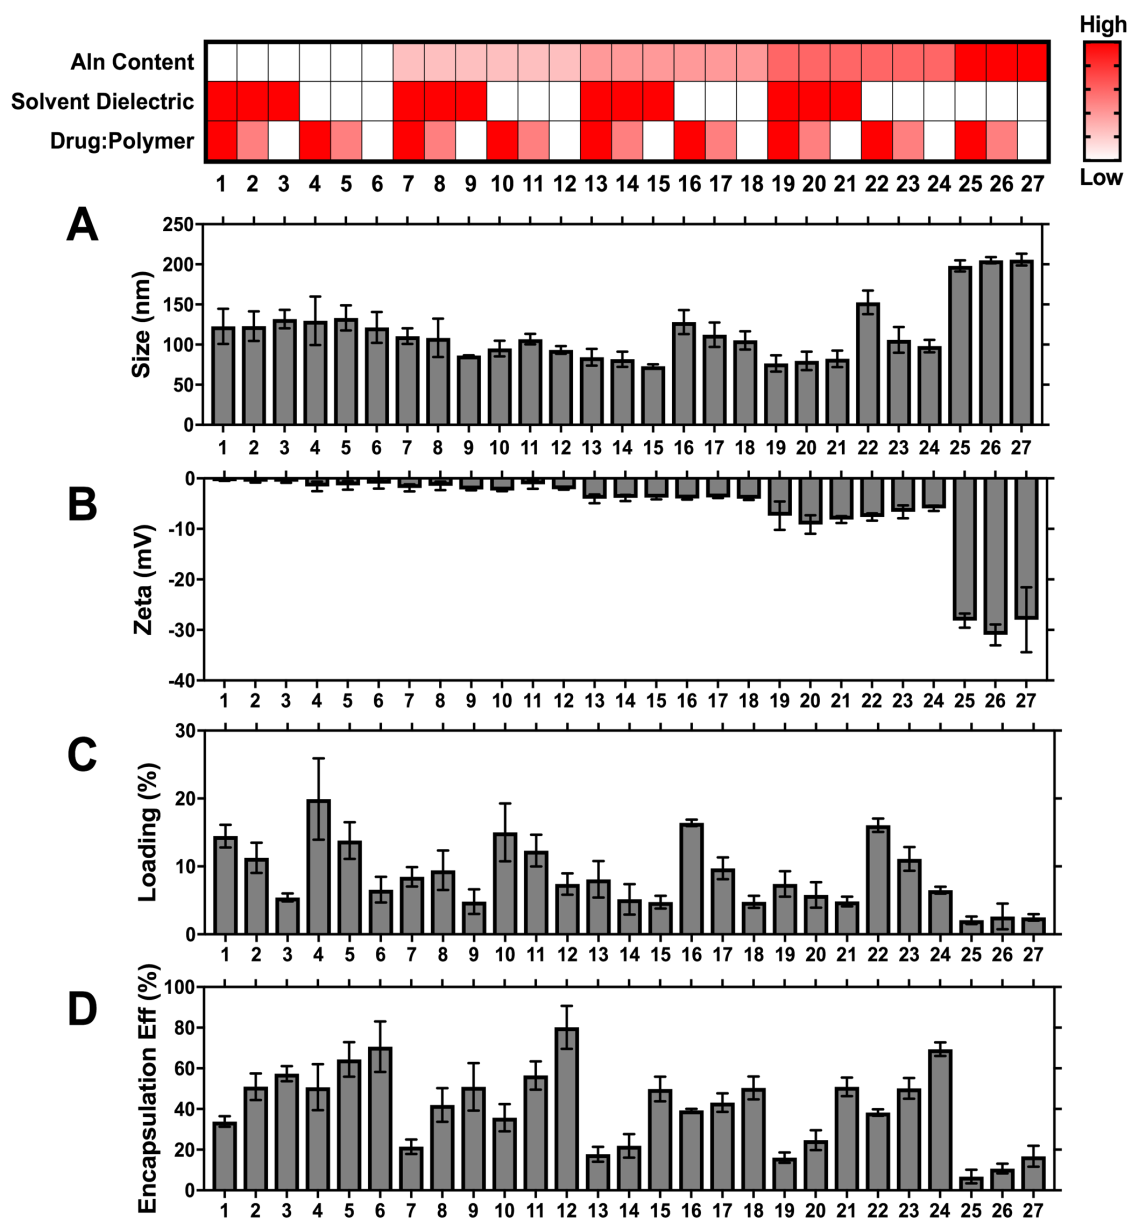 High
Aln Content
Solvent Dielectric
Drug:Polymer
Low
1 2 3 4 5 6 7 8 9 10 11 12 13 14 15 16 17 18 19 20 21 22 23 24 25 26 27
A
Size (nm)
250
200
150
100
50
0
1 2 3 4 5 6 7 8 9 10 11 12 13 14 15 16 17 18 19 20 21 22 23 24 25 26 27
B
Zeta (mV)
0
-10
-20
-30
-40
1 2 3 4 5 6 7 8 9 10 11 12 13 14 15 16 17 18 19 20 21 22 23 24 25 26 27
C
Loading (%)
30
20
10
0
1 2 3 4 5 6 7 8 9 10 11 12 13 14 15 16 17 18 19 20 21 22 23 24 25 26 27
D
Encapsulation Eff (%)
100
80
60
40
20
0
1 2 3 4 5 6 7 8 9 10 11 12 13 14 15 16 17 18 19 20 21 22 23 24 25 26 27